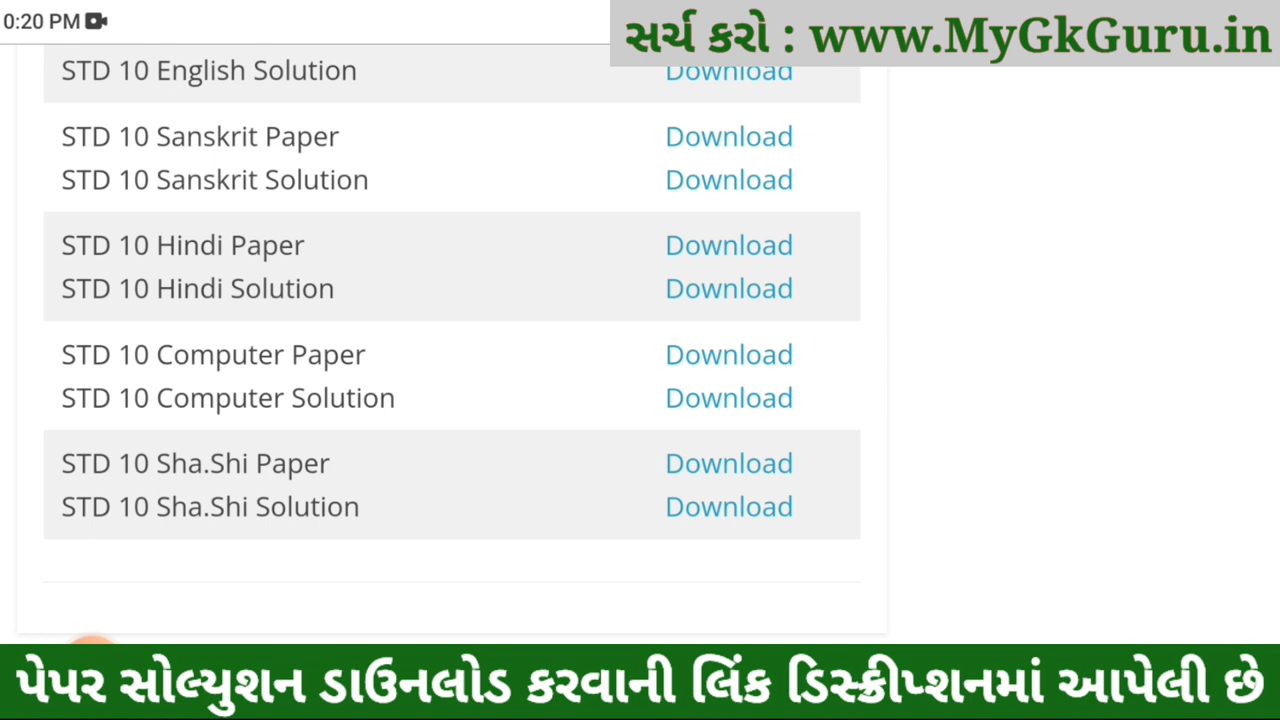 0:20 PM
સર્ચ કરો : www.MyGkGuru.in
STD 10 English Solution Download
STD 10 Sanskrit Paper Download
STD 10 Sanskrit Solution Download
STD 10 Hindi Paper Download
STD 10 Hindi Solution Download
STD 10 Computer Paper Download
STD 10 Computer Solution Download
STD 10 Sha.Shi Paper Download
STD 10 Sha.Shi Solution Download
પેપર સોલ્યુશન ડાઉનલોડ કરવાની લિંક ડિસ્ક્રીપ્શનમાં આપેલી છે